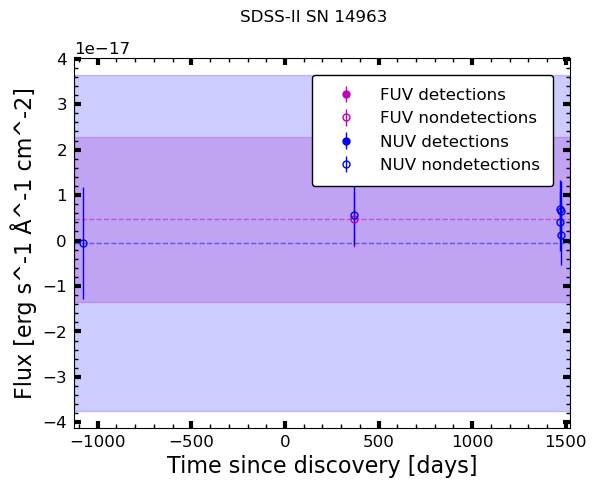 SDSS-II SN 14963
1e−17
4
3
2
1
0
−1
−2
−3
−4
Flux [erg s^-1 Å^-1 cm^-2]
FUV detections
FUV nondetections
NUV detections
NUV nondetections
−1000
−500
0
500
1000
1500
Time since discovery [days]